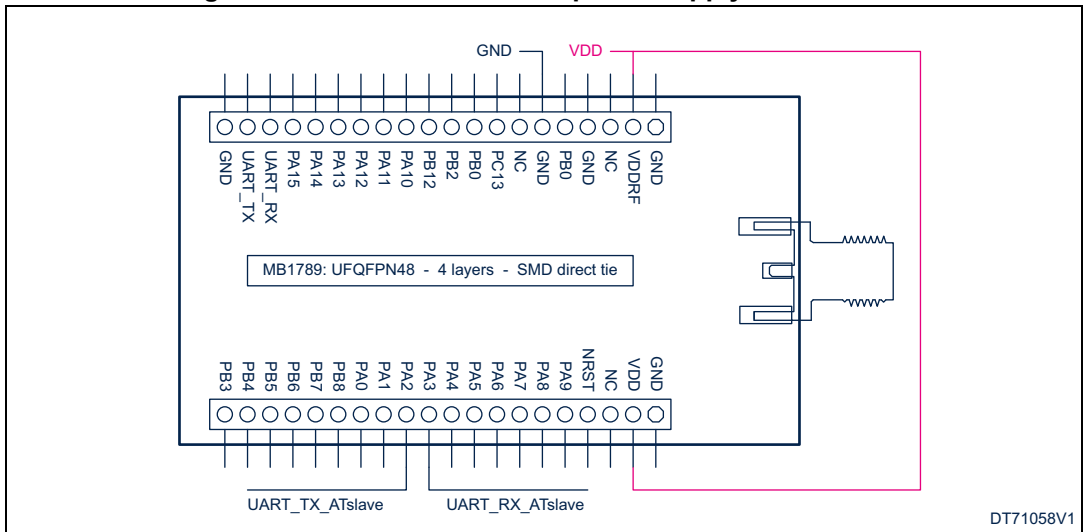 GND VDD
GND UART_TX UART_RX PA15 PA14 PA13 PA12 PA11 PA10 PB12 PB2 PB0 PC13 NC GND PB0 GND NC VDDRF GND
MB1789: UFQFPN48 - 4 layers - SMD direct tie
PB3 PB4 PB5 PB6 PB7 PB8 PA0 PA1 PA2 PA3 PA4 PA5 PA6 PA7 PA8 PA9 NRST NC VDD GND
UART_TX_ATslave UART_RX_ATslave
DT71058V1